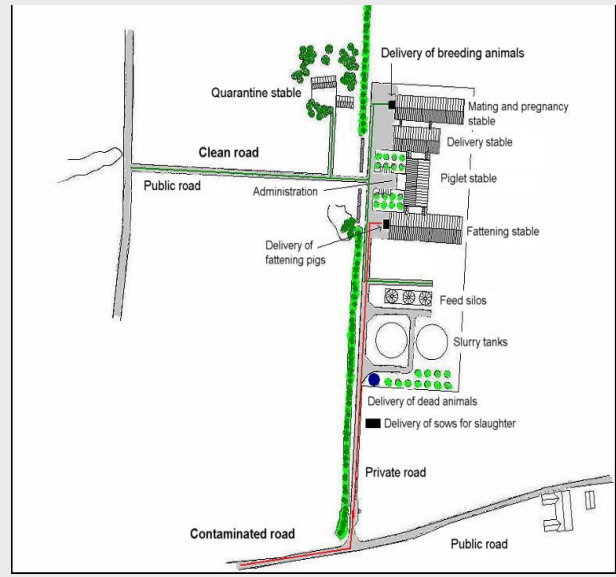 Delivery of breeding animals
Quarantine stable
Mating and pregnancy
stable
Delivery stable
Clean road
Piglet stable
Public road
Administration
Fattening stable
Delivery of
fattening pigs
Feed silos
Slurry tanks
Delivery of dead animals
Delivery of sows for slaughter
Private road
Contaminated road
Public road